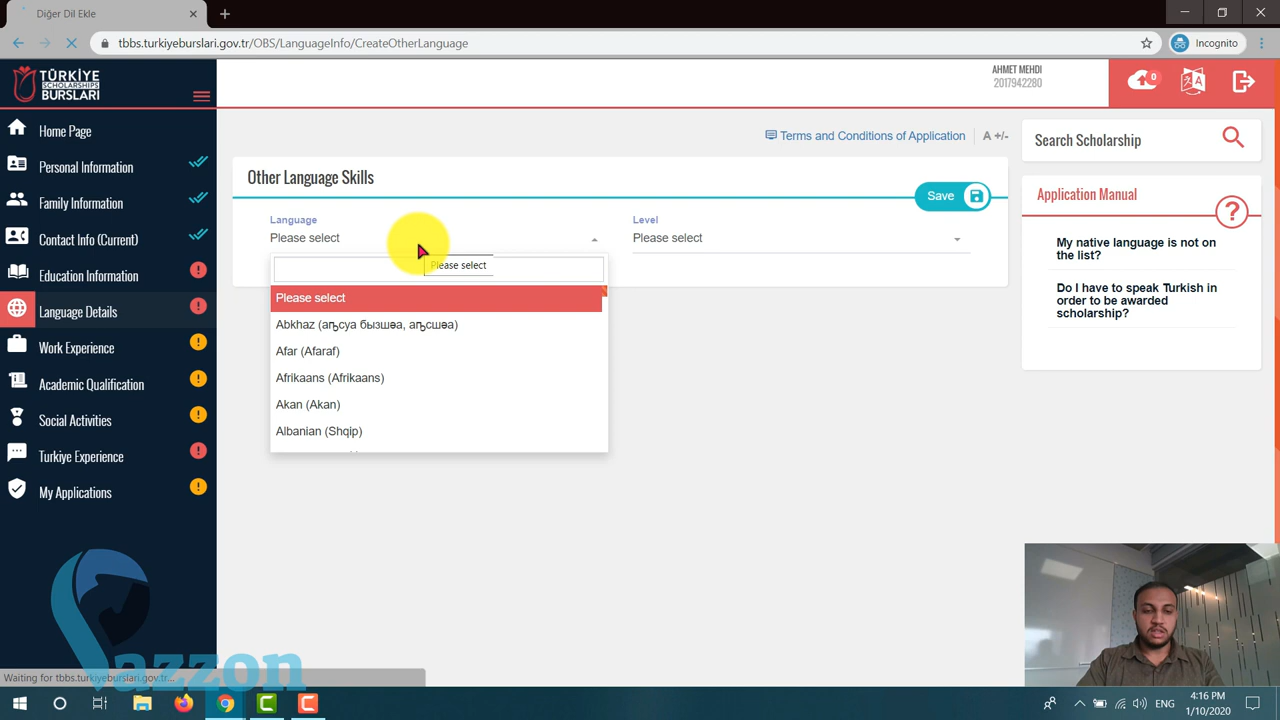 Diğer Dil Ekle
tbbs.turkiyeburslari.gov.tr/OBS/LanguageInfo/CreateOtherLanguage
Incognito
TÜRKİYE
SCHOLARSHIPS
BURSLARI
AHMET MEHDI
2017942280
0
Home Page
Personal Information
Family Information
Contact Info (Current)
Education Information
Language Details
Work Experience
Academic Qualification
Social Activities
Turkiye Experience
My Applications
Terms and Conditions of Application
A +/-
Other Language Skills
Save
Language
Please select
Level
Please select
Please select
Please select
Abkhaz (аҧсуа бызшәа, аҧсшәа)
Afar (Afaraf)
Afrikaans (Afrikaans)
Akan (Akan)
Albanian (Shqip)
Search Scholarship
Application Manual
?
My native language is not on
the list?
Do I have to speak Turkish in
order to be awarded
scholarship?
azzon
Waiting for tbbs.turkiyeburslari.gov.tr...
ENG
4:16 PM
1/10/2020